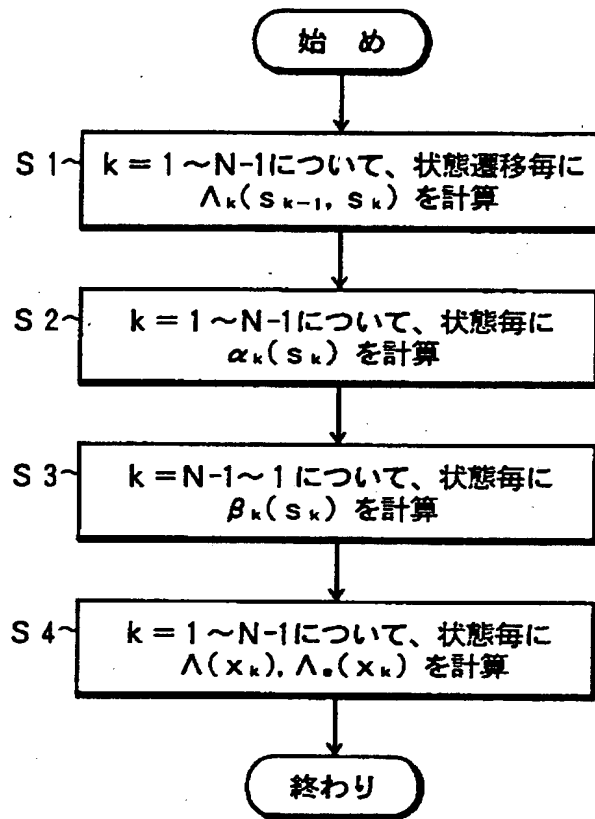 始 め
S1~ k=1~N-1について、状態遷移毎に
Λk(sk-1, sk) を計算
S2~ k=1~N-1について、状態毎に
αk(sk) を計算
S3~ k=N-1~1について、状態毎に
βk(sk) を計算
S4~ k=1~N-1について、状態毎に
Λ(xk), Λe(xk) を計算
終わり